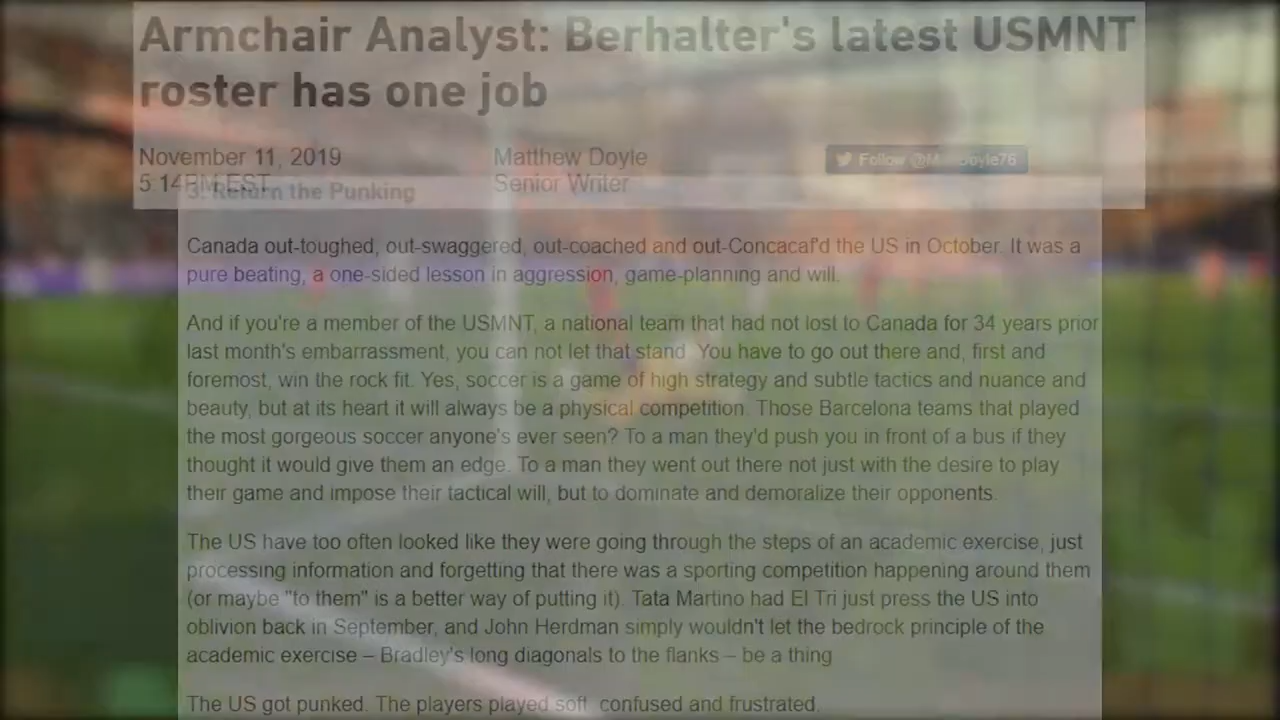 Armchair Analyst: Berhalter's latest USMNT
roster has one job
November 11, 2019
Matthew Doyle
5:14PM EST
Senior Writer
Follow @M
oyle76
3. Return the Punking
Canada out-toughed, out-swaggered, out-coached and out-Concacaf'd the US in October. It was a
pure beating, a one-sided lesson in aggression, game-planning and will.
And if you're a member of the USMNT, a national team that had not lost to Canada for 34 years prior
last month's embarrassment, you can not let that stand. You have to go out there and, first and
foremost, win the rock fit. Yes, soccer is a game of high strategy and subtle tactics and nuance and
beauty, but at its heart it will always be a physical competition. Those Barcelona teams that played
the most gorgeous soccer anyone's ever seen? To a man they'd push you in front of a bus if they
thought it would give them an edge. To a man they went out there not just with the desire to play
their game and impose their tactical will, but to dominate and demoralize their opponents.
The US have too often looked like they were going through the steps of an academic exercise, just
processing information and forgetting that there was a sporting competition happening around them
(or maybe "to them" is a better way of putting it). Tata Martino had El Tri just press the US into
oblivion back in September, and John Herdman simply wouldn't let the bedrock principle of the
academic exercise – Bradley's long diagonals to the flanks – be a thing
The US got punked. The players played soft, confused and frustrated.